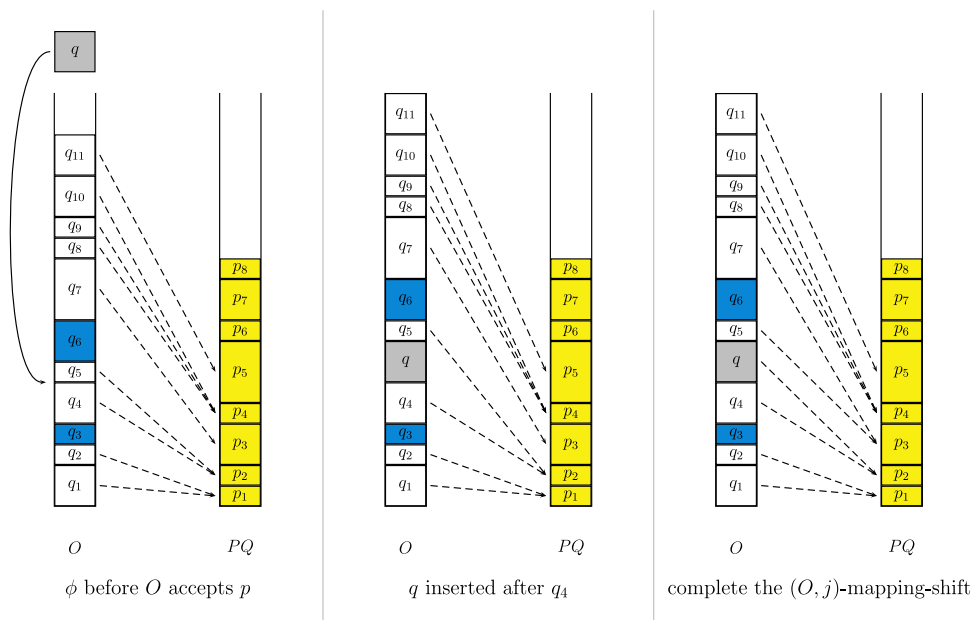 q
q₁₁
q₁₀
q₉
q₈
q₇
q₆
q₅
q₄
q₃
q₂
q₁
p₈
p₇
p₆
p₅
p₄
p₃
p₂
p₁
O PQ
ϕ before O accepts p
q₁₁
q₁₀
q₉
q₈
q₇
q₆
q₅
q
q₄
q₃
q₂
q₁
p₈
p₇
p₆
p₅
p₄
p₃
p₂
p₁
O PQ
q inserted after q₄
q₁₁
q₁₀
q₉
q₈
q₇
q₆
q₅
q
q₄
q₃
q₂
q₁
p₈
p₇
p₆
p₅
p₄
p₃
p₂
p₁
O PQ
complete the (O, j)-mapping-shift